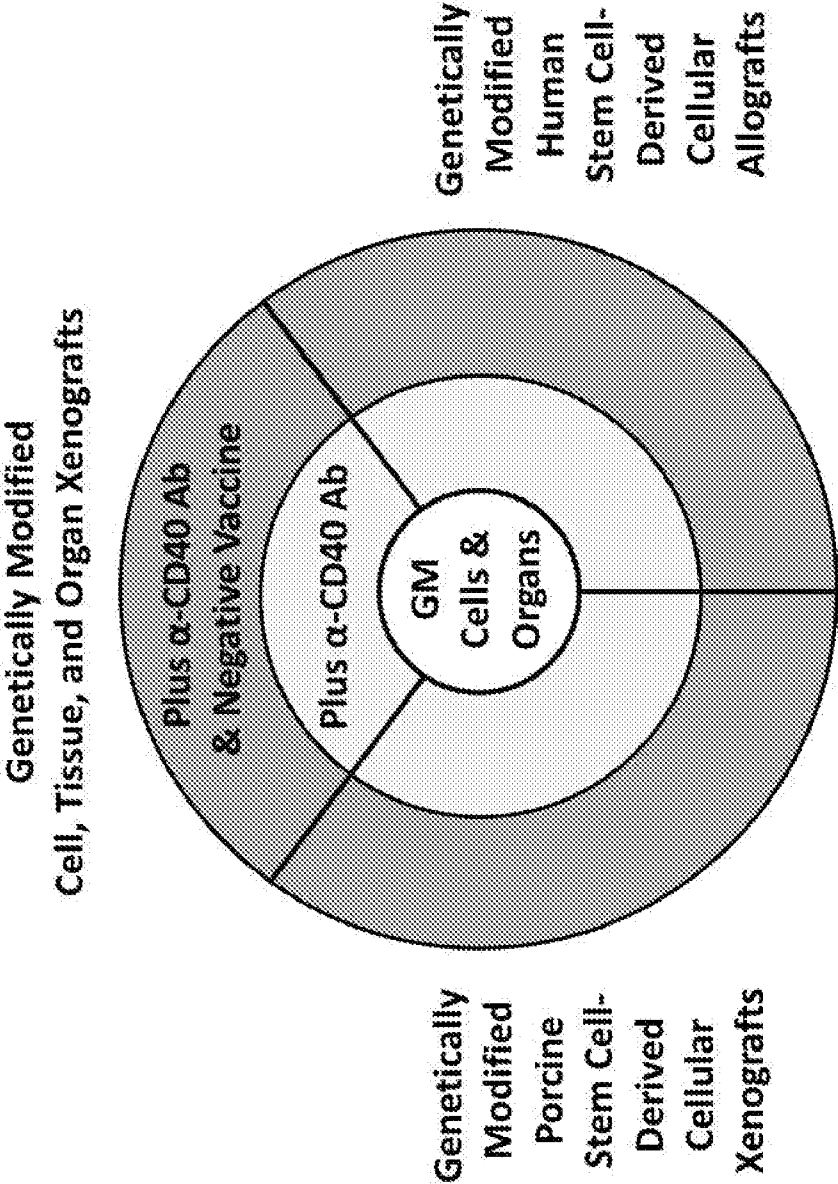 Genetically Modified
Cell, Tissue, and Organ Xenografts
Plus α-CD40 Ab
& Negative Vaccine
Plus α-CD40 Ab
GM
Cells &
Organs
Genetically
Modified
Porcine
Stem Cell-
Derived
Cellular
Xenografts
Genetically
Modified
Human
Stem Cell-
Derived
Cellular
Allografts